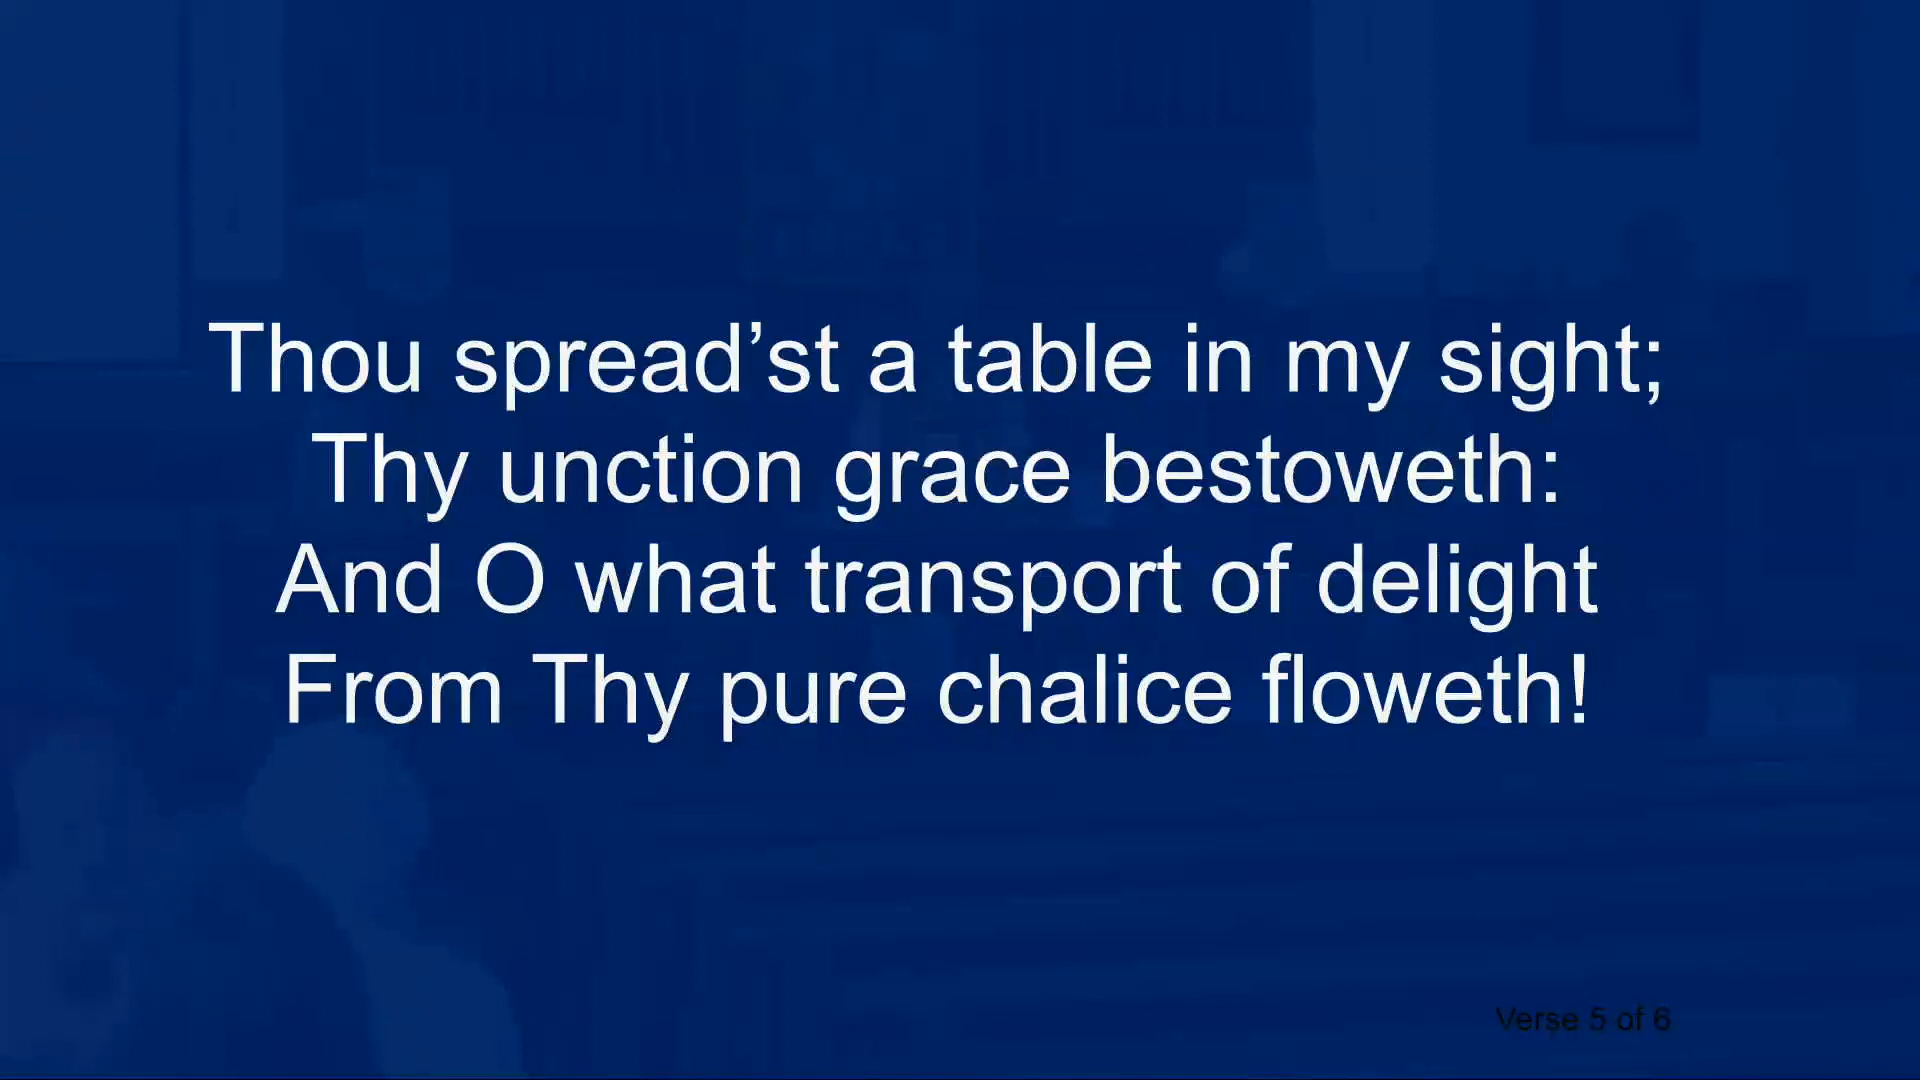 Thou spread’st a table in my sight;
Thy unction grace bestoweth:
And O what transport of delight
From Thy pure chalice floweth!
Verse 5 of 6